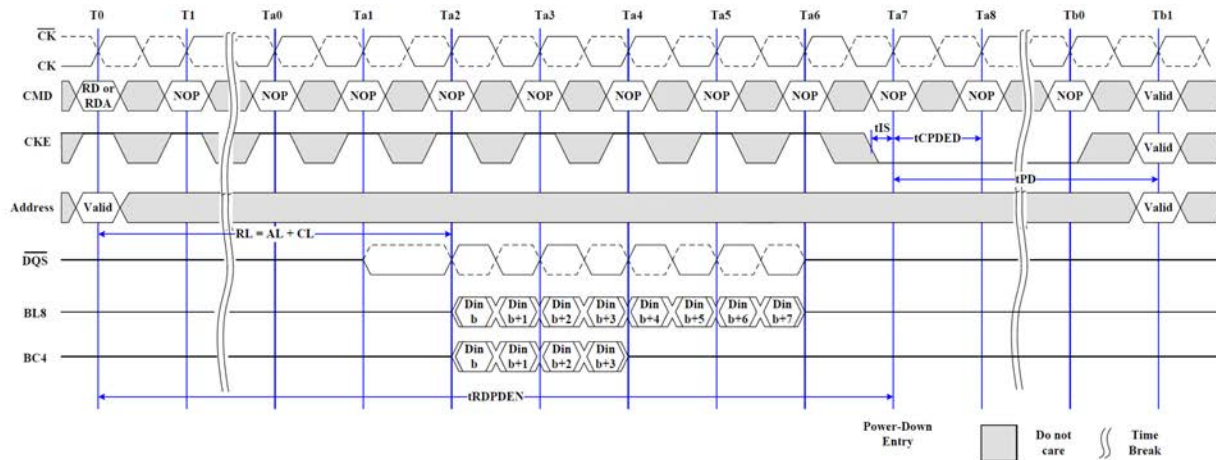 T0 T1 Ta0 Ta1 Ta2 Ta3 Ta4 Ta5 Ta6 Ta7 Ta8 Tb0 Tb1
CK
CK
CMD RD or RDA NOP NOP NOP NOP NOP NOP NOP NOP NOP NOP NOP Valid
tIS
tCPDED
CKE Valid
tPD
Address Valid Valid
RL = AL + CL
DQS
BL8 Din b Din b+1 Din b+2 Din b+3 Din b+4 Din b+5 Din b+6 Din b+7
BC4 Din b Din b+1 Din b+2 Din b+3
tRDPDEN
Power-Down
Entry
Do not
care
Time
Break